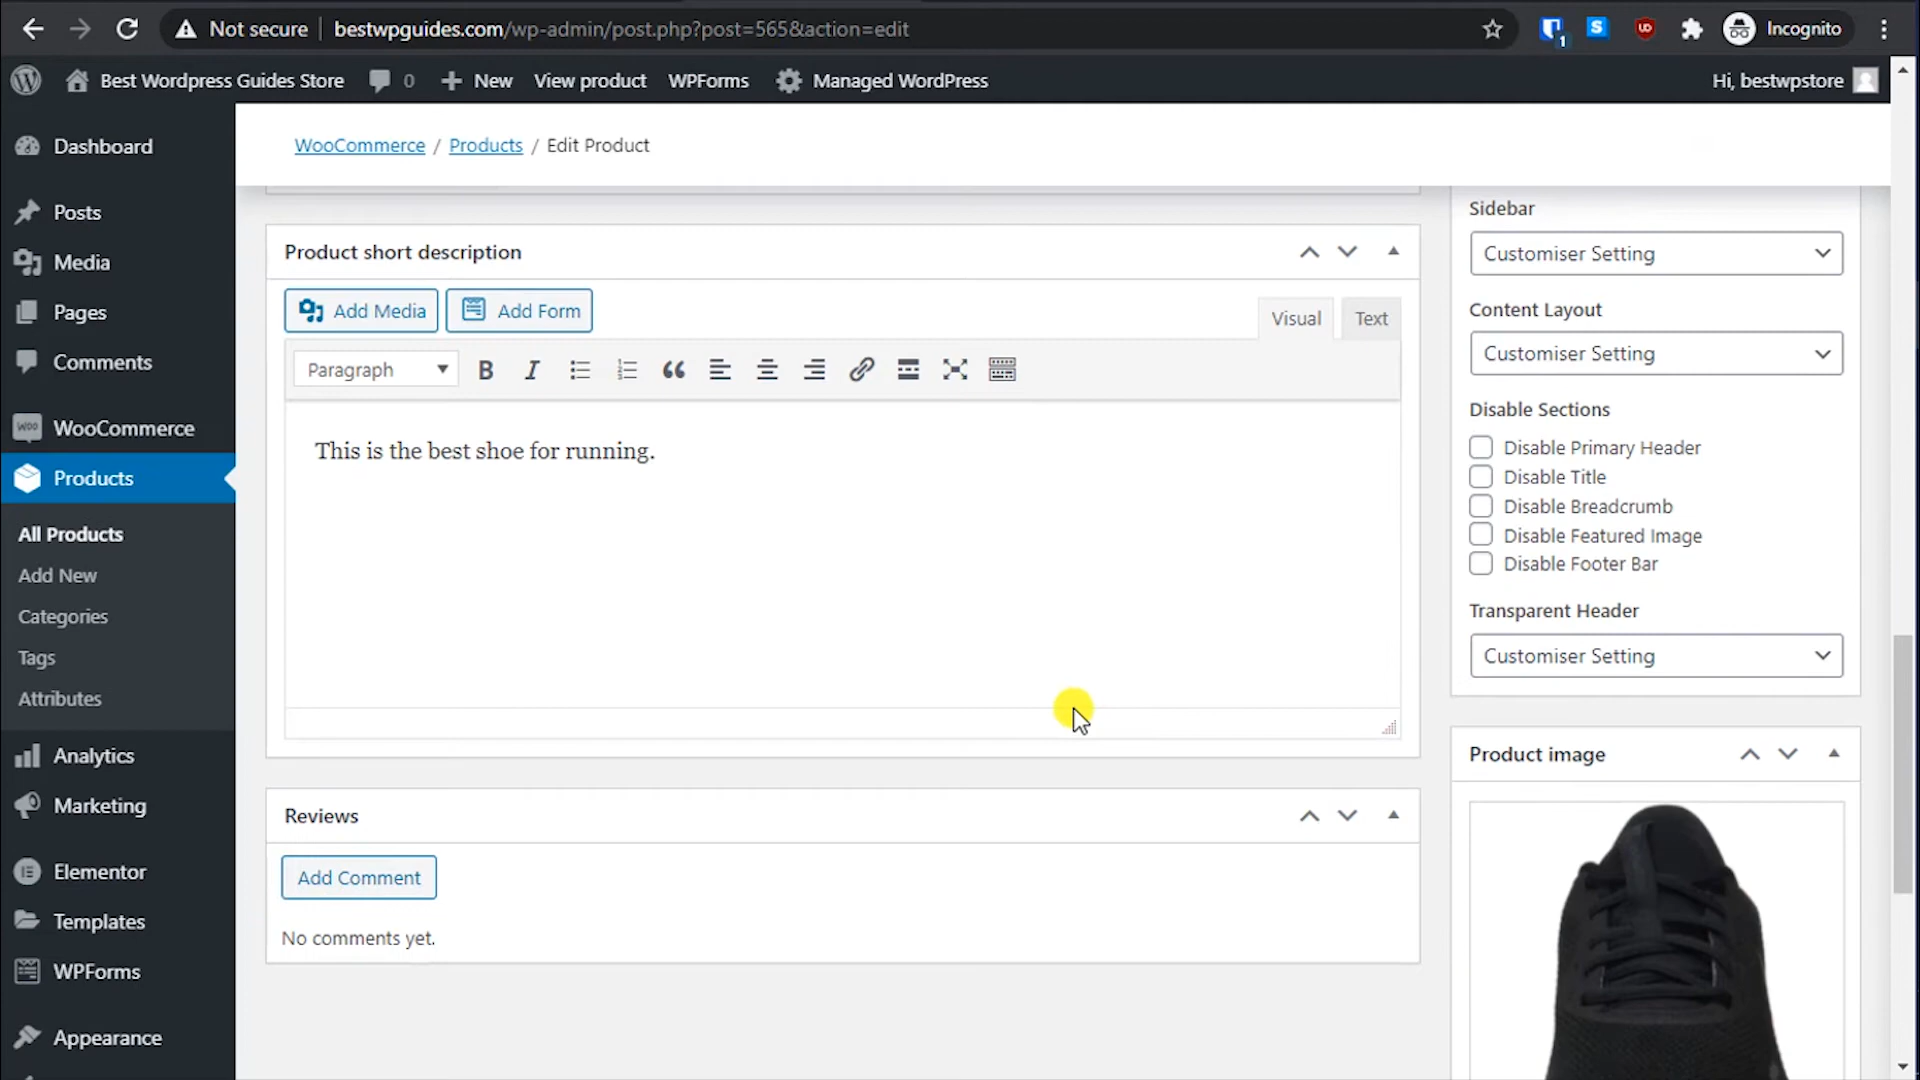 Not secure | bestwpguides.com/wp-admin/post.php?post=565&action=edit
1
Incognito
Best Wordpress Guides Store
0
New
View product
WPForms
Managed WordPress
Hi, bestwpstore
Dashboard
Posts
Media
Pages
Comments
WooCommerce
Products
All Products
Add New
Categories
Tags
Attributes
Analytics
Marketing
Elementor
Templates
WPForms
Appearance
WooCommerce / Products / Edit Product
Product short description
Add Media
Add Form
Visual
Text
Paragraph
This is the best shoe for running.
Reviews
Add Comment
No comments yet.
Sidebar
Customiser Setting
Content Layout
Customiser Setting
Disable Sections
Disable Primary Header
Disable Title
Disable Breadcrumb
Disable Featured Image
Disable Footer Bar
Transparent Header
Customiser Setting
Product image